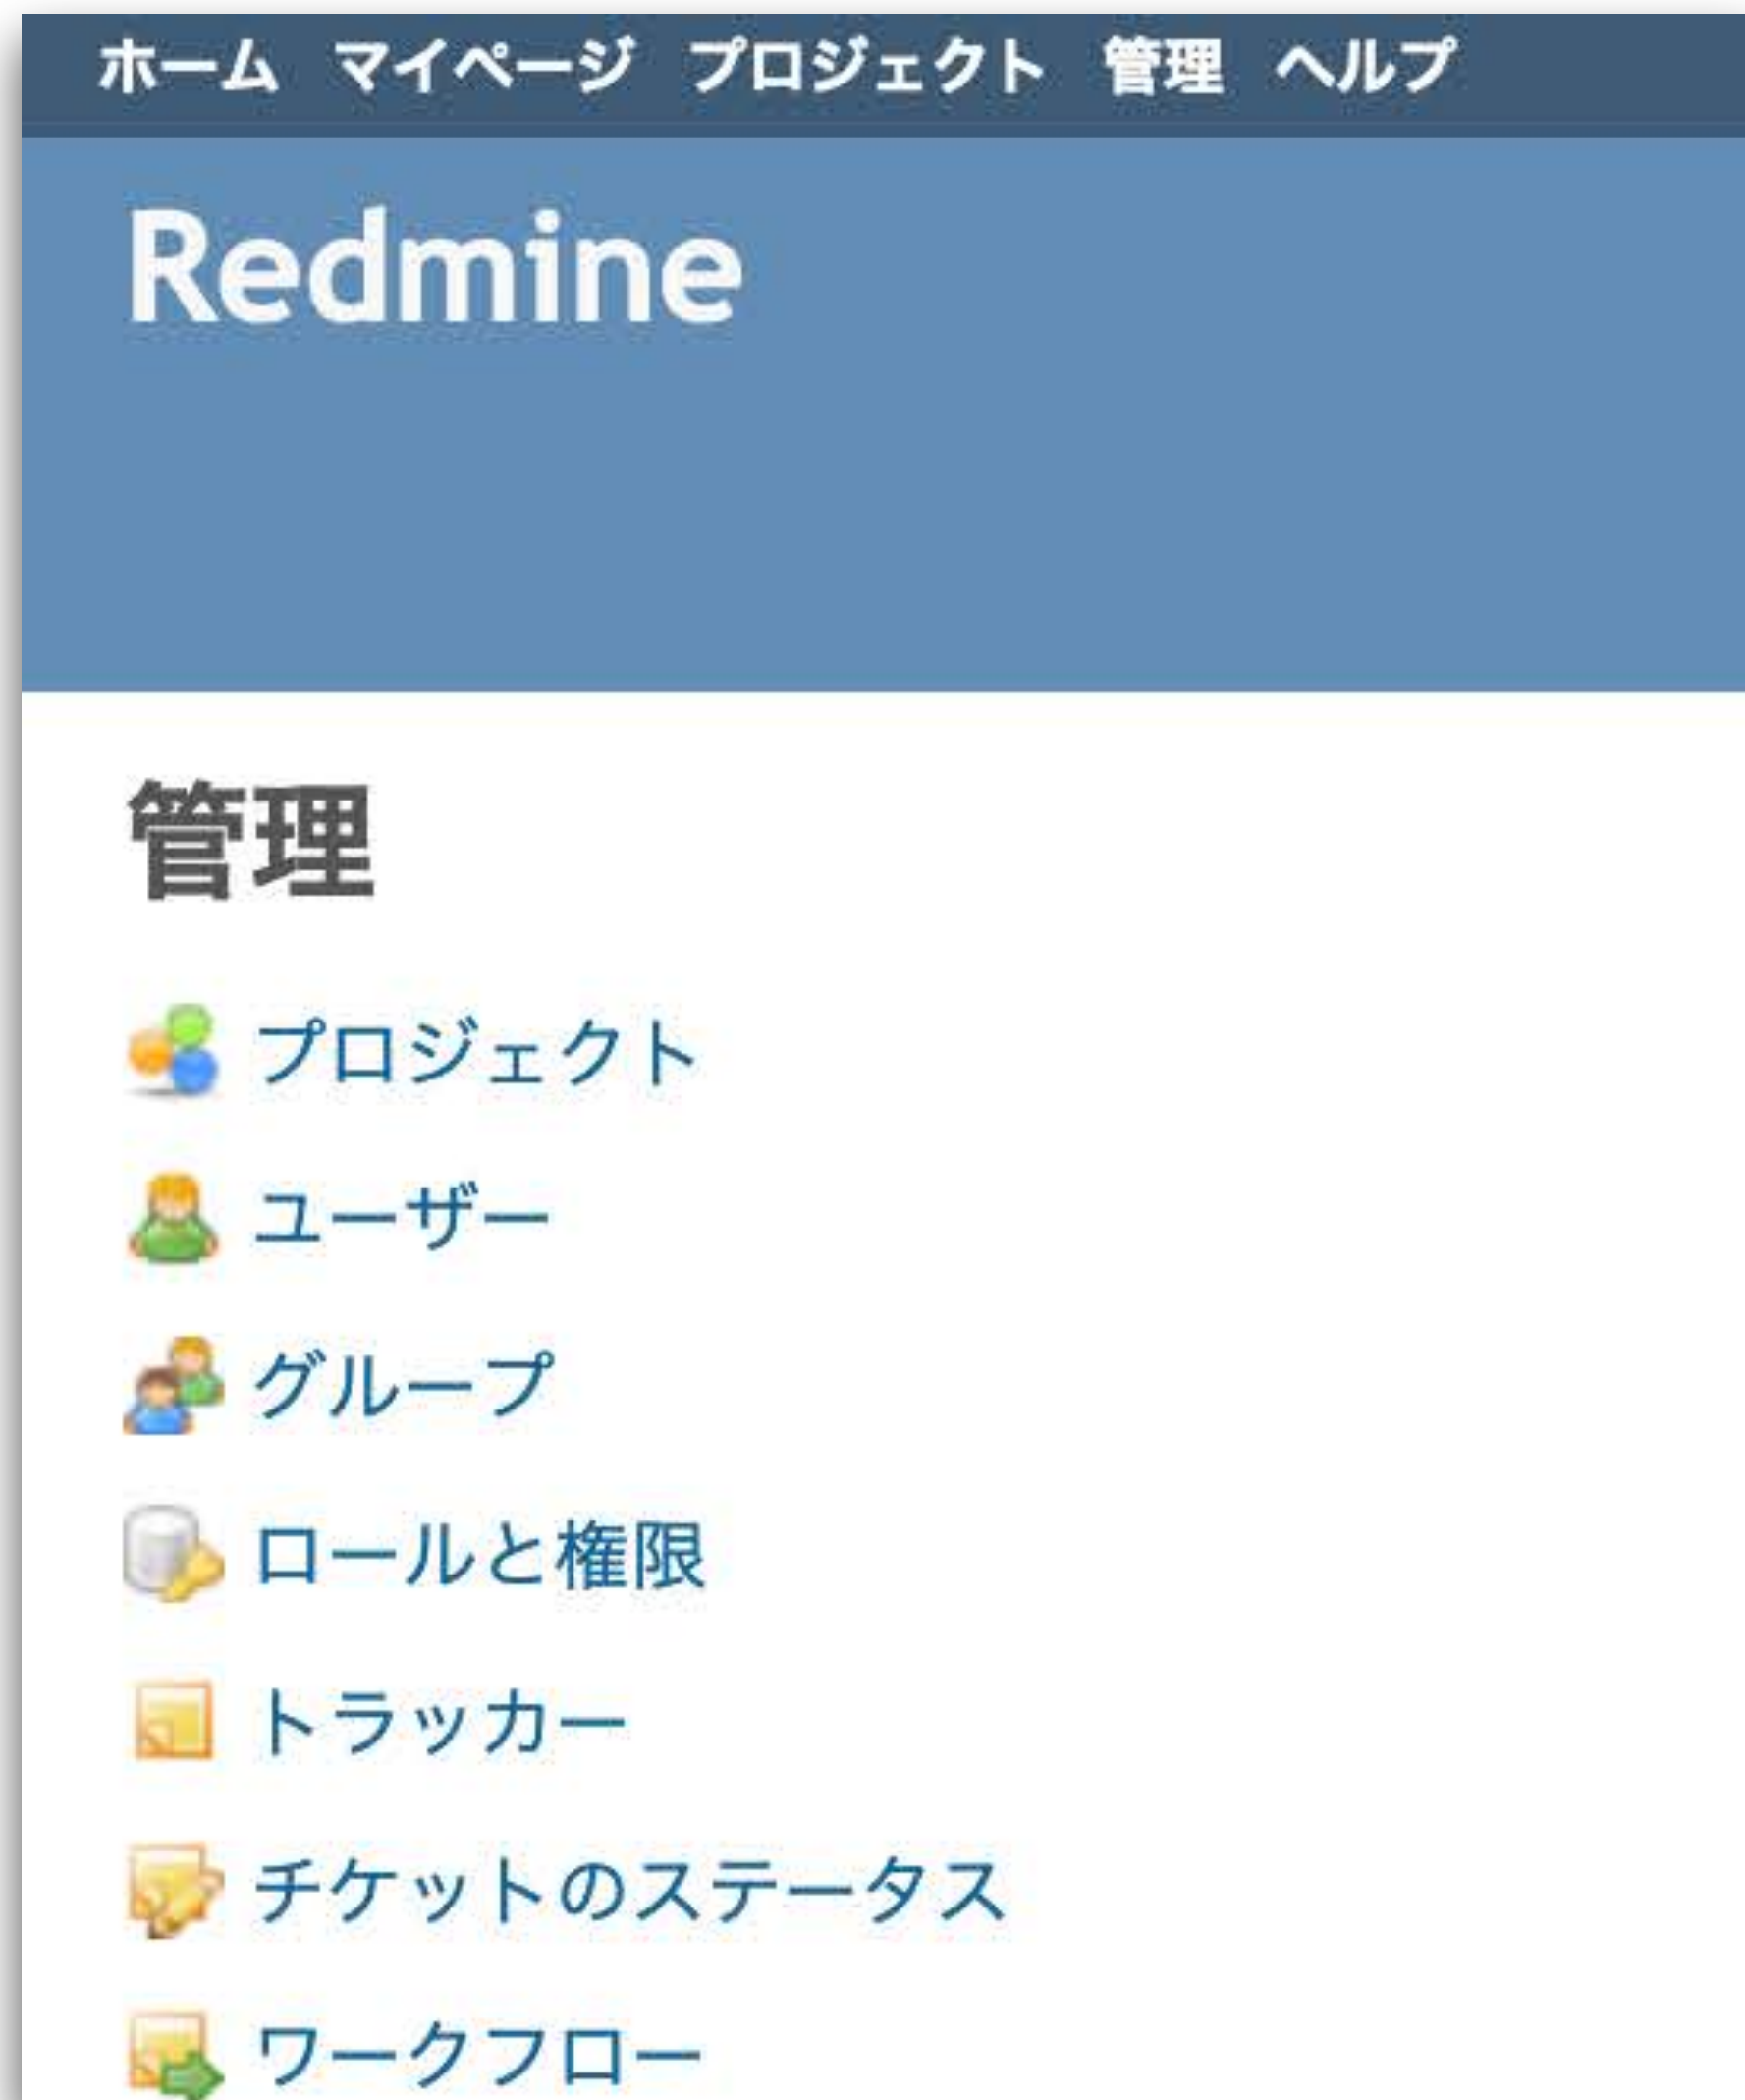 ホーム マイページ プロジェクト 管理 ヘルプ
Redmine
管理
プロジェクト
ユーザー
グループ
ロールと権限
トラッカー
チケットのステータス
ワークフロー